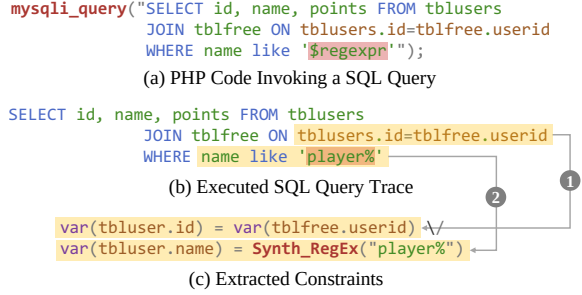 mysqli_query("SELECT id, name, points FROM tblusers
JOIN tblfree ON tblusers.id=tblfree.userid
WHERE name like '$regexpr'");
(a) PHP Code Invoking a SQL Query
SELECT id, name, points FROM tblusers
JOIN tblfree ON tblusers.id=tblfree.userid
WHERE name like 'player%'
1
(b) Executed SQL Query Trace
2
var(tbluser.id) = var(tblfree.userid) \/
var(tbluser.name) = Synth_RegEx("player%")
(c) Extracted Constraints